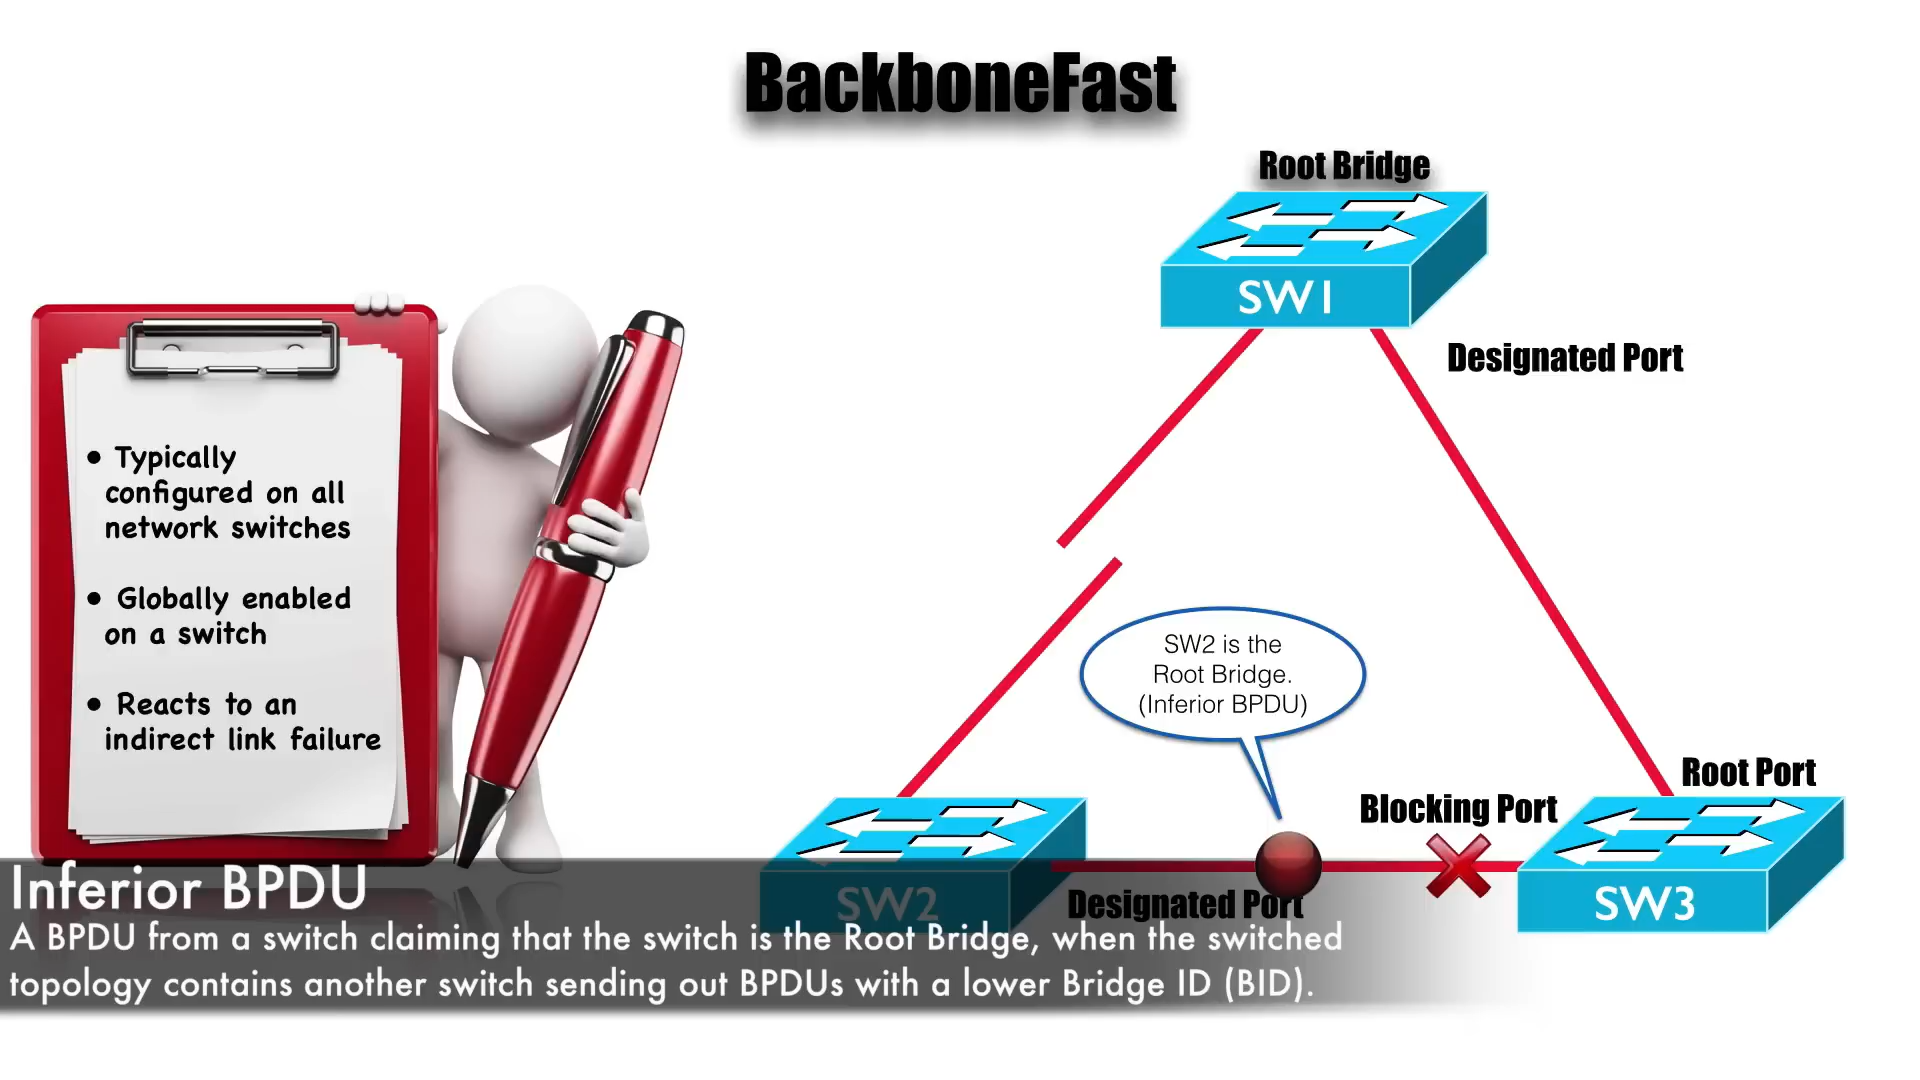 BackboneFast
Root Bridge
SW1
Designated Port
• Typically
configured on all
network switches
• Globally enabled
on a switch
• Reacts to an
indirect link failure
SW2 is the
Root Bridge.
(Inferior BPDU)
Root Port
Blocking Port
SW2
Designated Port
SW3
Inferior BPDU
A BPDU from a switch claiming that the switch is the Root Bridge, when the switched
topology contains another switch sending out BPDUs with a lower Bridge ID (BID).